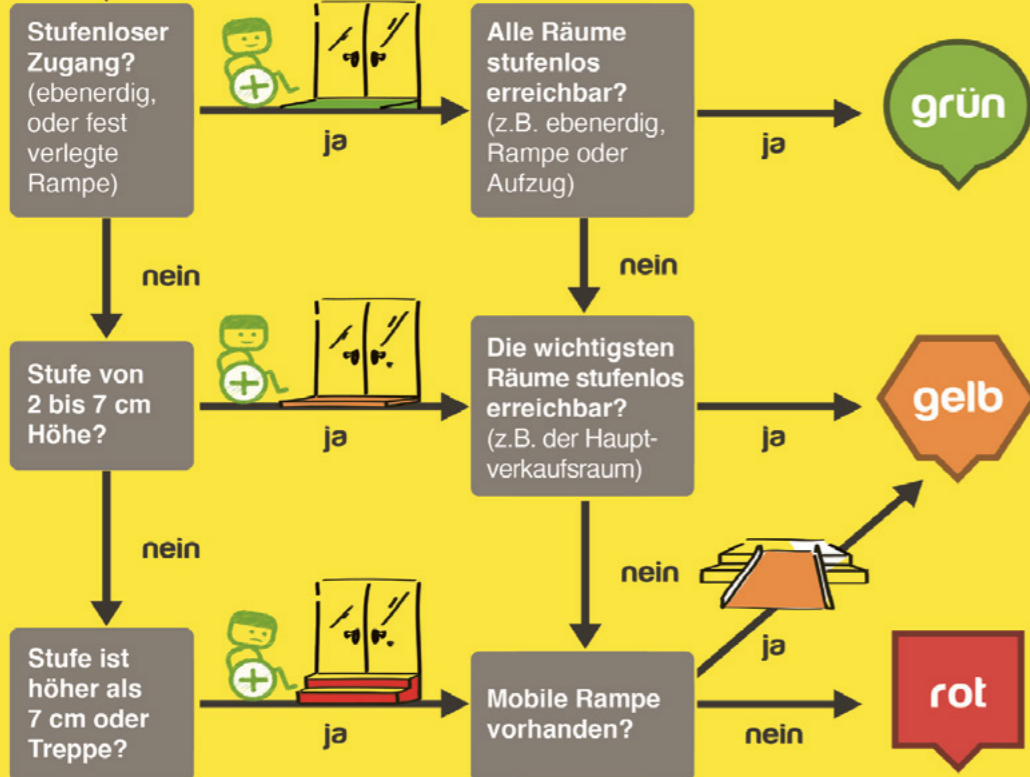 Stufenloser
Zugang?
(ebenerdig,
oder fest
verlegte
Rampe)
ja
Alle Räume
stufenlos
erreichbar?
(z.B. ebenerdig,
Rampe oder
Aufzug)
ja
grün
nein
nein
Stufe von
2 bis 7 cm
Höhe?
ja
Die wichtigsten
Räume stufenlos
erreichbar?
(z.B. der Haupt-
verkaufsraum)
ja
gelb
nein
nein
ja
Stufe ist
höher als
7 cm oder
Treppe?
ja
Mobile Rampe
vorhanden?
nein
rot